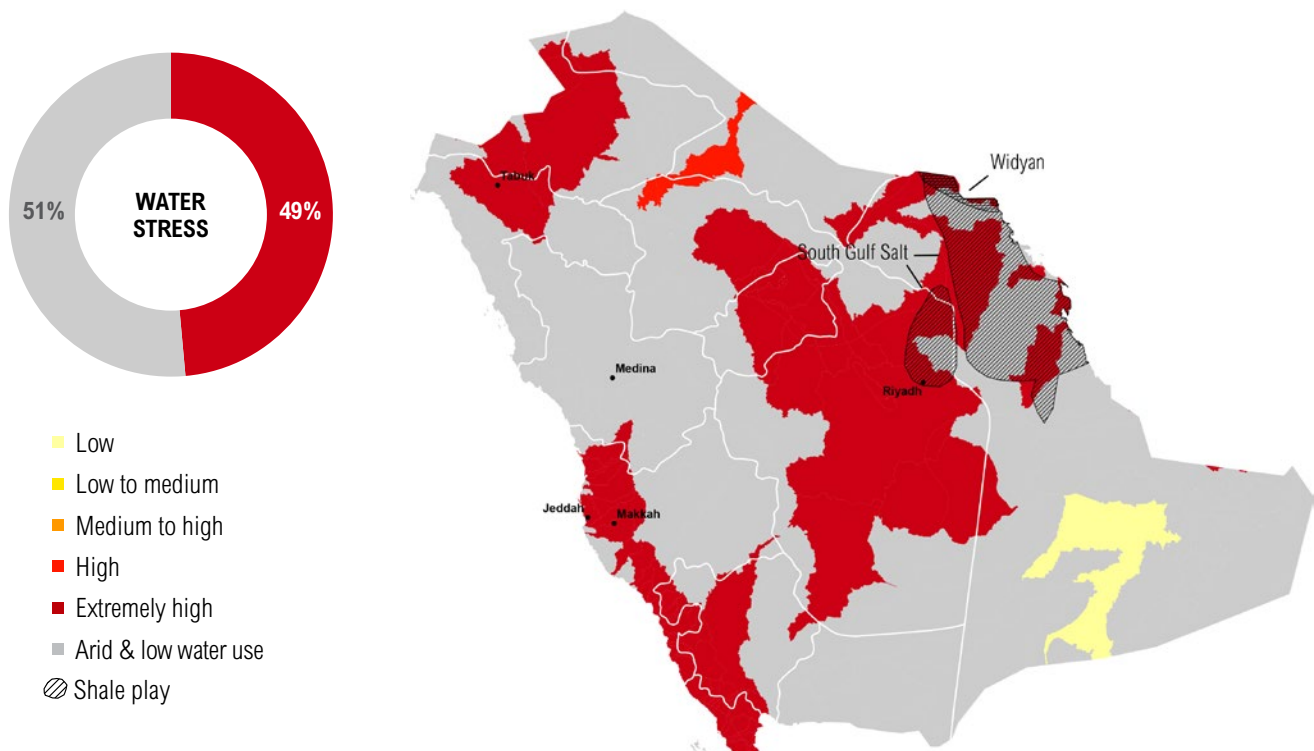 51%
WATER
STRESS
49%
Low
Low to medium
Medium to high
High
Extremely high
Arid & low water use
Shale play
Tabuk
Widyan
South Gulf Salt
Medina
Riyadh
Jeddah
Makkah